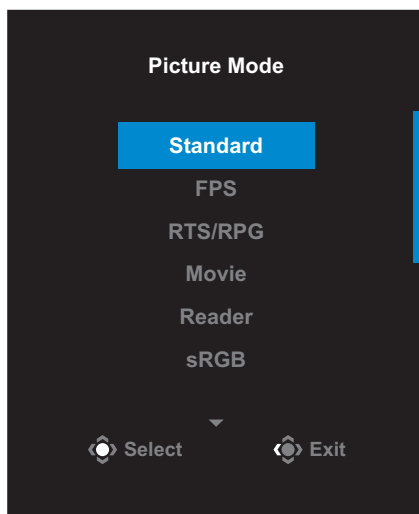 Picture Mode
Standard
FPS
RTS/RPG
Movie
Reader
sRGB
Select Exit